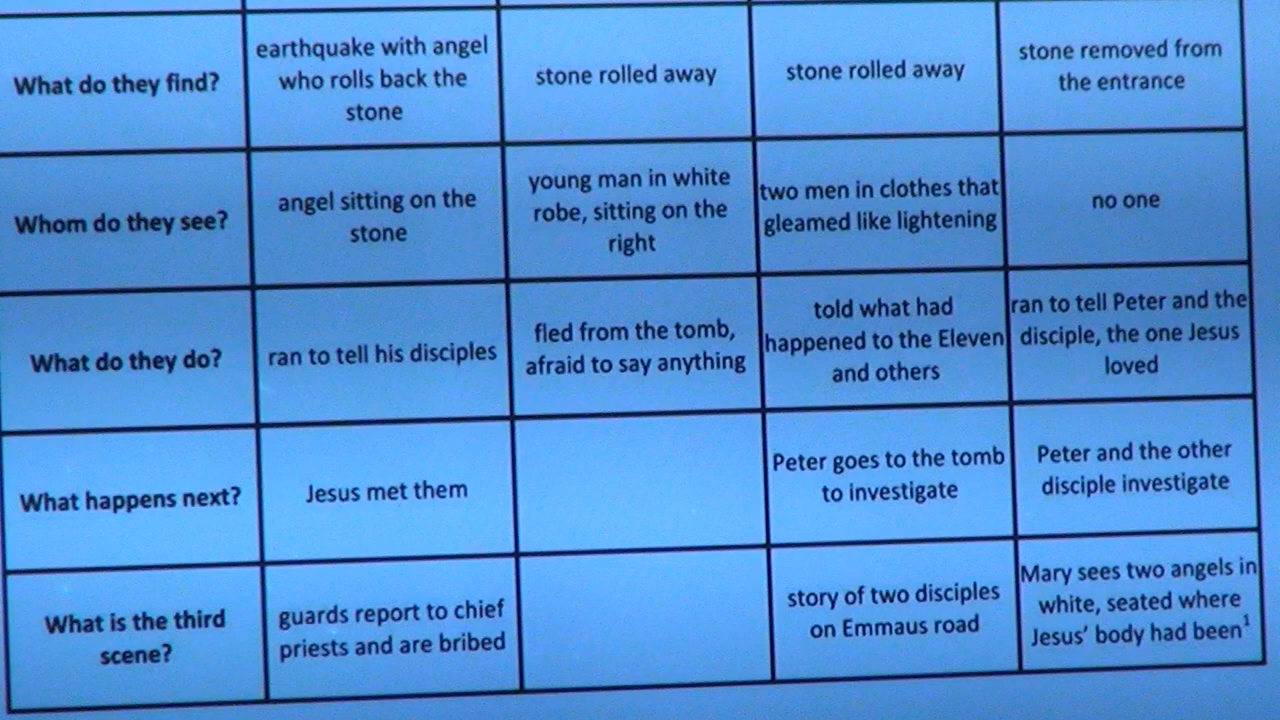 What do they find?
earthquake with angel
who rolls back the
stone
stone rolled away
stone rolled away
stone removed from
the entrance
Whom do they see?
angel sitting on the
stone
young man in white
robe, sitting on the
right
two men in clothes that
gleamed like lightening
no one
What do they do?
ran to tell his disciples
fled from the tomb,
afraid to say anything
told what had
happened to the Eleven
and others
ran to tell Peter and the
disciple, the one Jesus
loved
What happens next?
Jesus met them
Peter goes to the tomb
to investigate
Peter and the other
disciple investigate
What is the third
scene?
guards report to chief
priests and are bribed
story of two disciples
on Emmaus road
Mary sees two angels in
white, seated where
Jesus' body had been¹